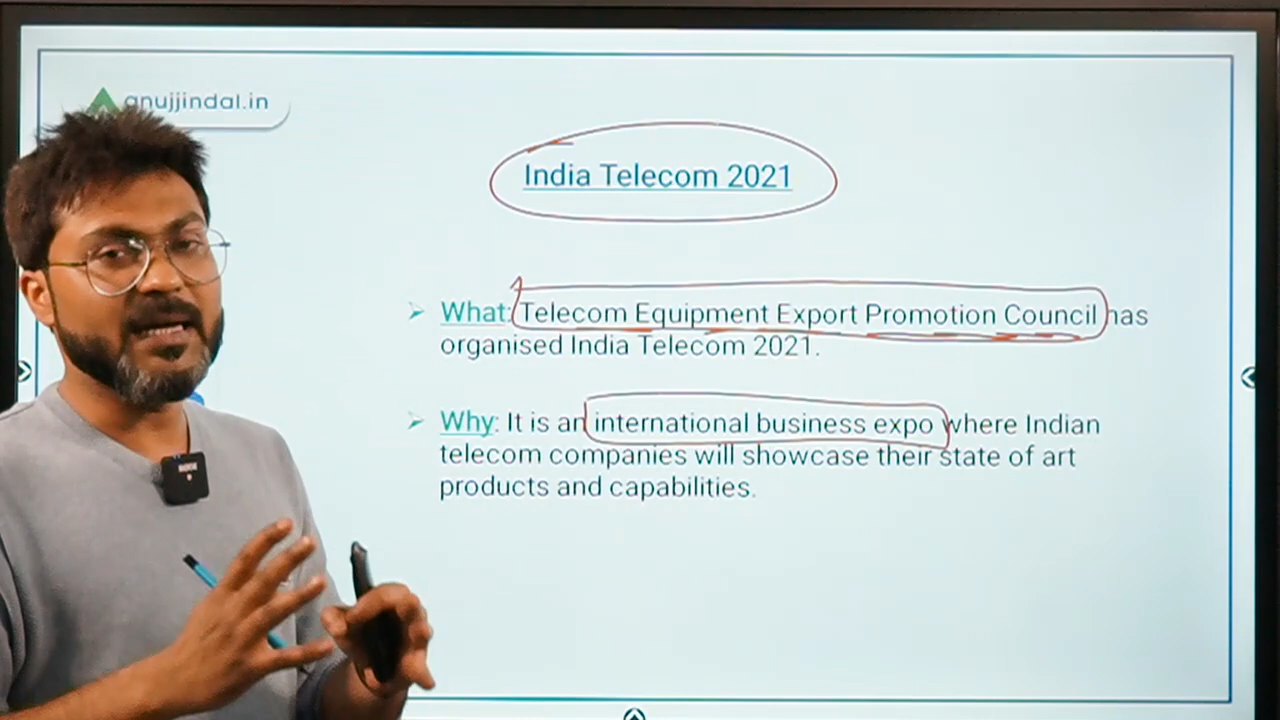 anujjindal.in
India Telecom 2021
What: Telecom Equipment Export Promotion Council has
organised India Telecom 2021.
Why: It is an international business expo where Indian
telecom companies will showcase their state of art
products and capabilities.